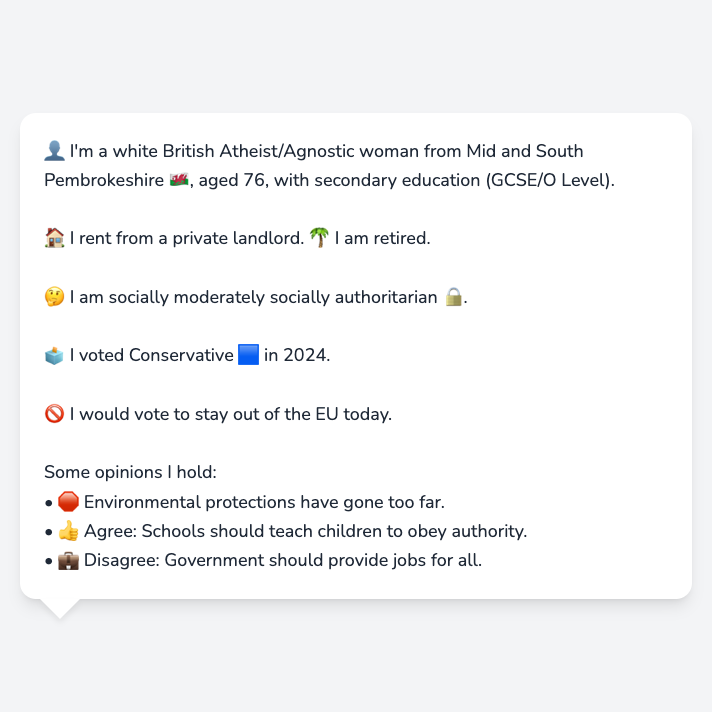 👤 I'm a white British Atheist/Agnostic woman from Mid and South
Pembrokeshire 🏴󠁧󠁢󠁷󠁬󠁳󠁿, aged 76, with secondary education (GCSE/O Level).
🏠 I rent from a private landlord. 🌴 I am retired.
🤔 I am socially moderately socially authoritarian 🔒.
🗳️ I voted Conservative 🟦 in 2024.
🚫 I would vote to stay out of the EU today.
Some opinions I hold:
• 🛑 Environmental protections have gone too far.
• 👍 Agree: Schools should teach children to obey authority.
• 💼 Disagree: Government should provide jobs for all.